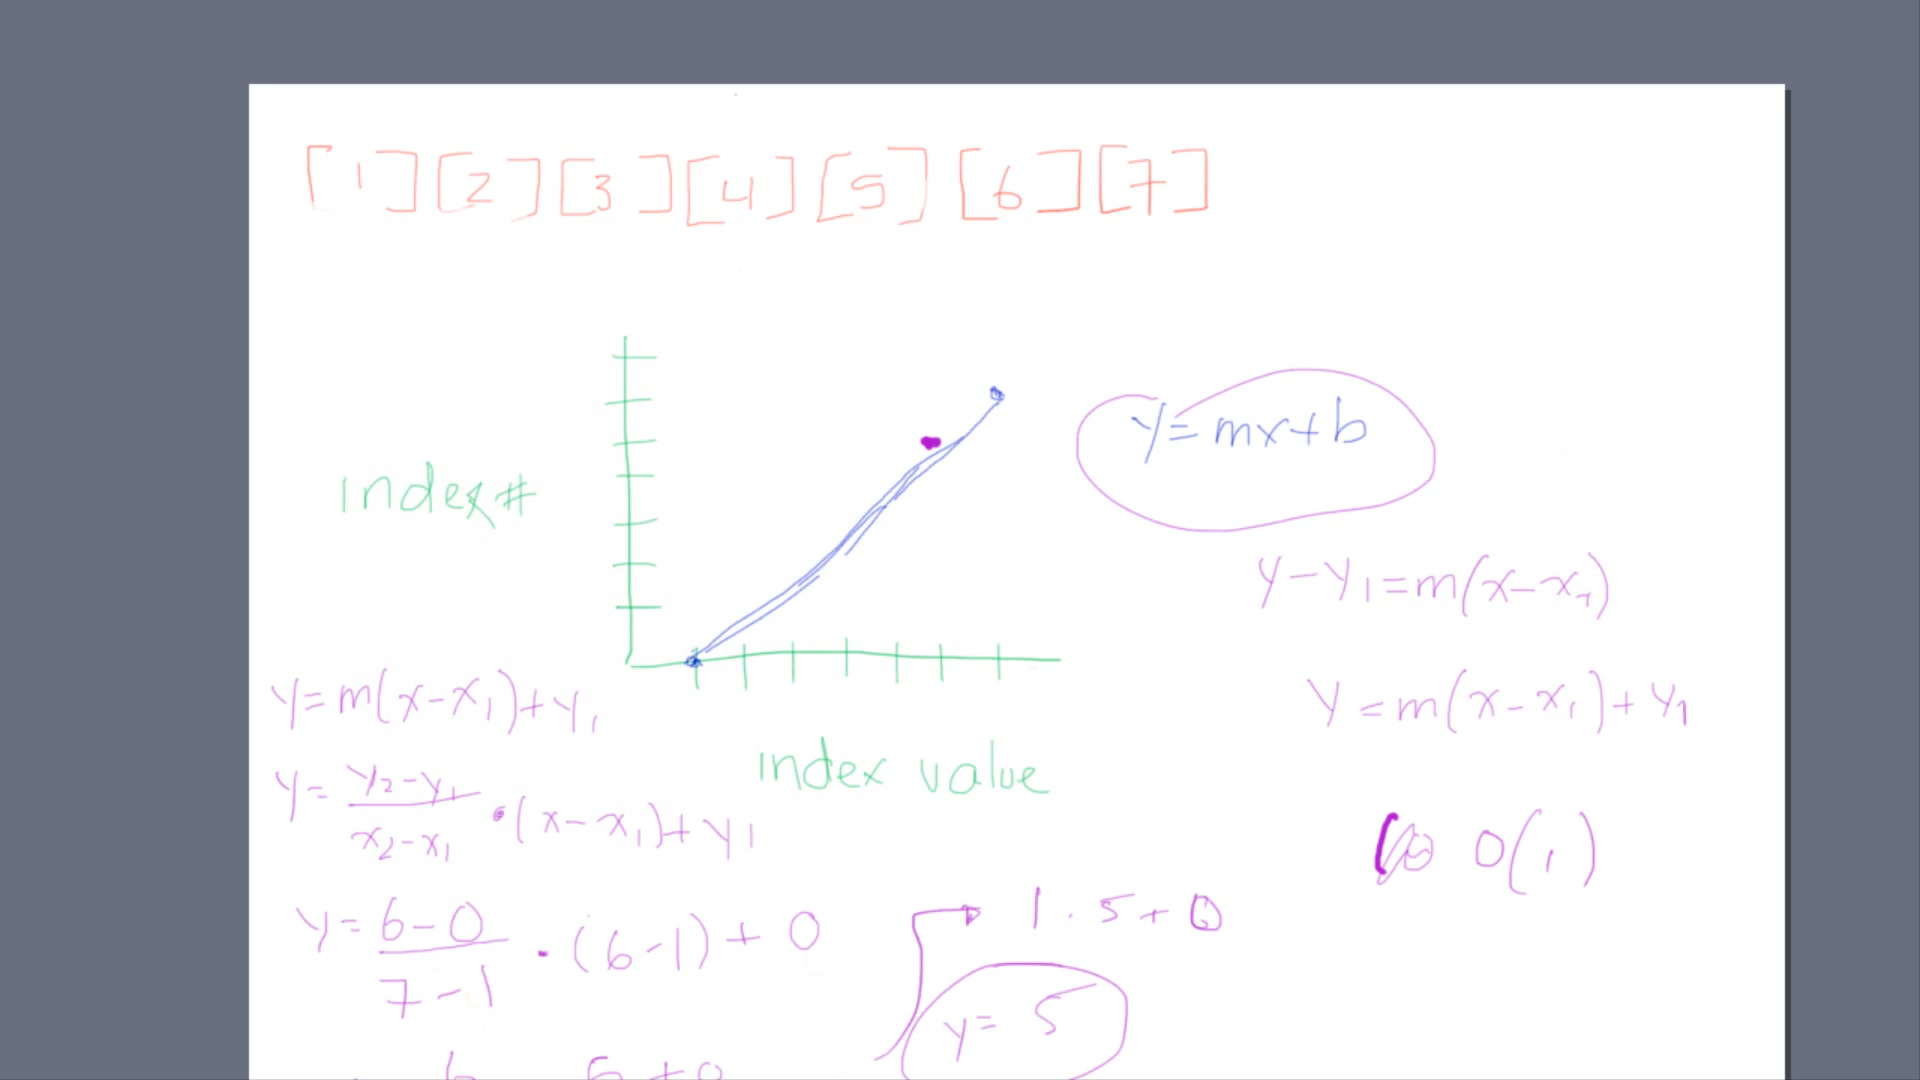 [1] [2] [3] [4] [5] [6] [7]
index #
y = mx + b
y - y1 = m(x - x1)
y = m(x - x1) + y1
index value
y = m(x - x1) + y1
y = y2 - y1 / x2 - x1 • (x - x1) + y1
O(1)
y = 6 - 0 / 7 - 1 • (6 - 1) + 0
1 . 5 + 0
y = 5